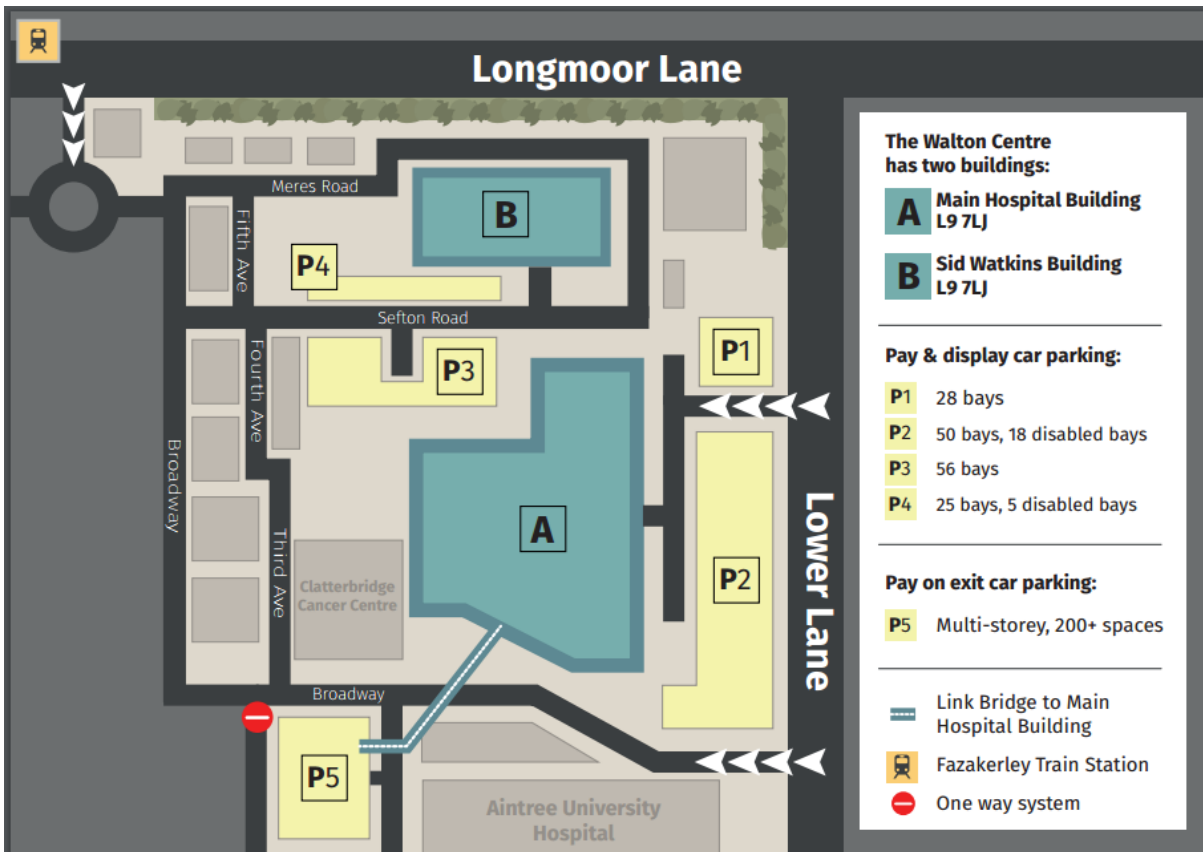 Longmoor Lane
Meres Road
Fifth Ave
B
P4
Sefton Road
Fourth Ave
P3
P1
Broadway
A
Third Ave
Clatterbridge
Cancer Centre
P2
Lower Lane
Broadway
P5
Aintree University
Hospital
The Walton Centre
has two buildings:
A Main Hospital Building
L9 7LJ
B Sid Watkins Building
L9 7LJ
Pay & display car parking:
P1 28 bays
P2 50 bays, 18 disabled bays
P3 56 bays
P4 25 bays, 5 disabled bays
Pay on exit car parking:
P5 Multi-storey, 200+ spaces
Link Bridge to Main
Hospital Building
Fazakerley Train Station
One way system